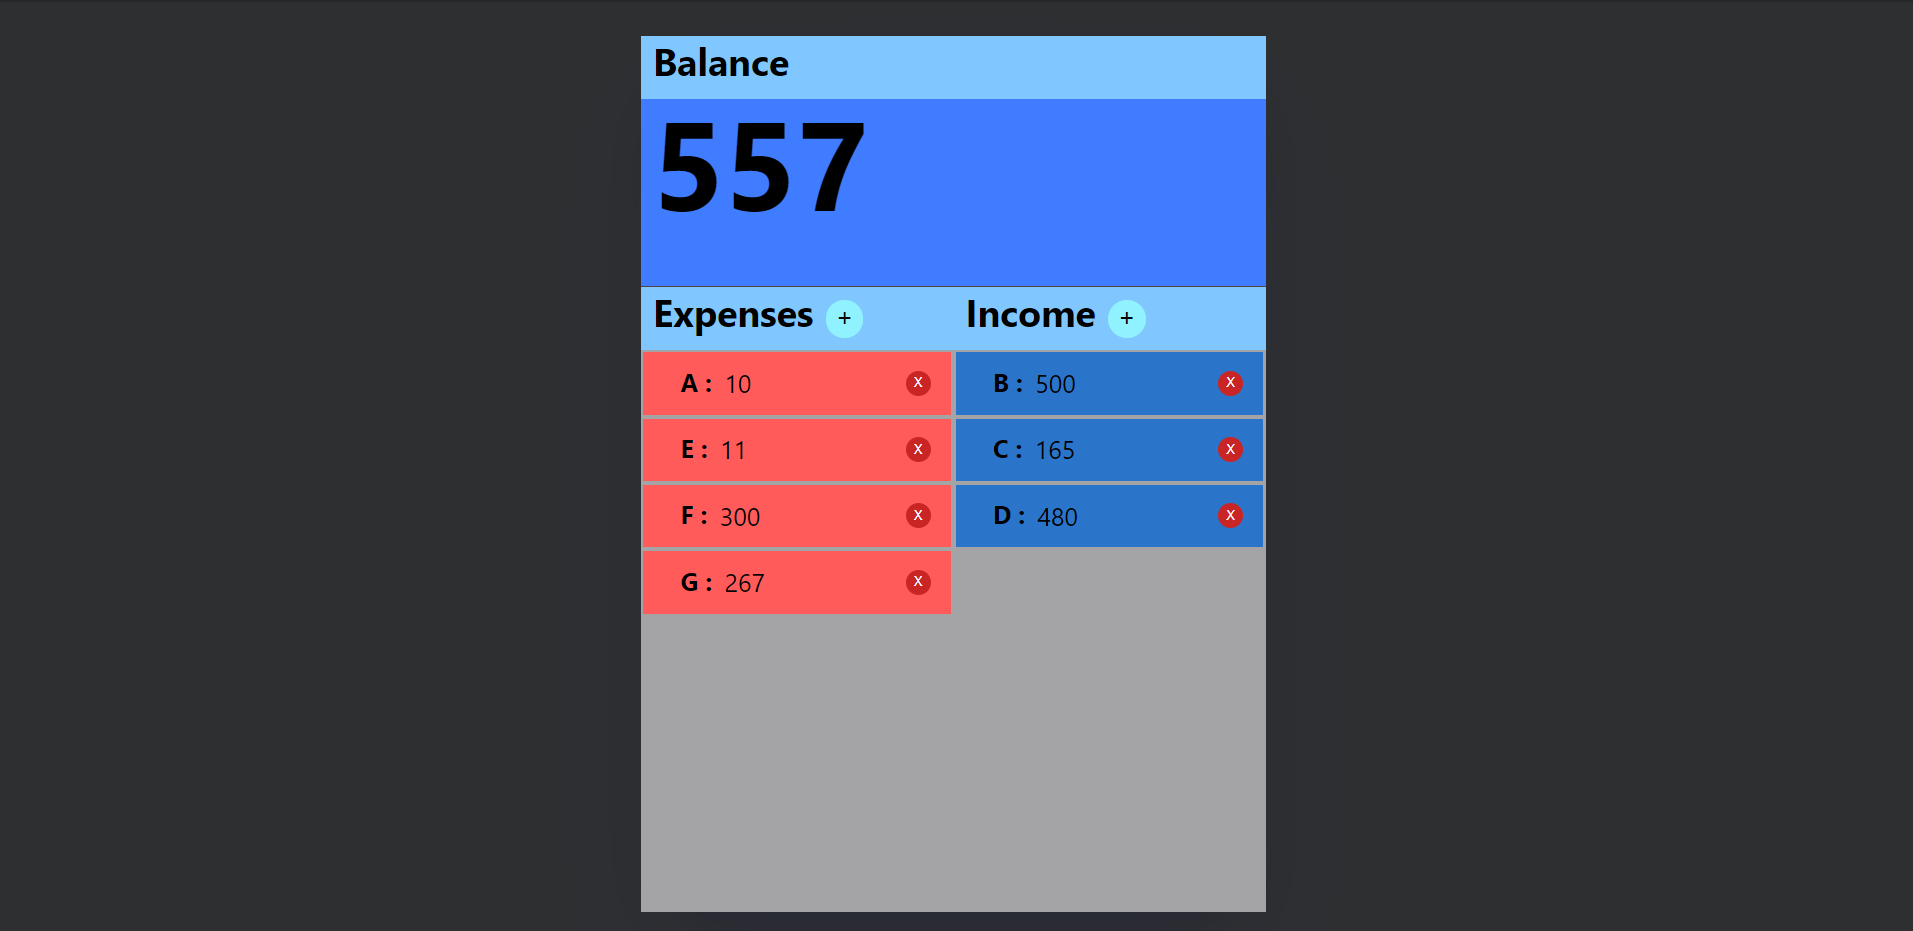 Balance
557
Expenses +
Income +
A : 10 x
B : 500 x
E : 11 x
C : 165 x
F : 300 x
D : 480 x
G : 267 x